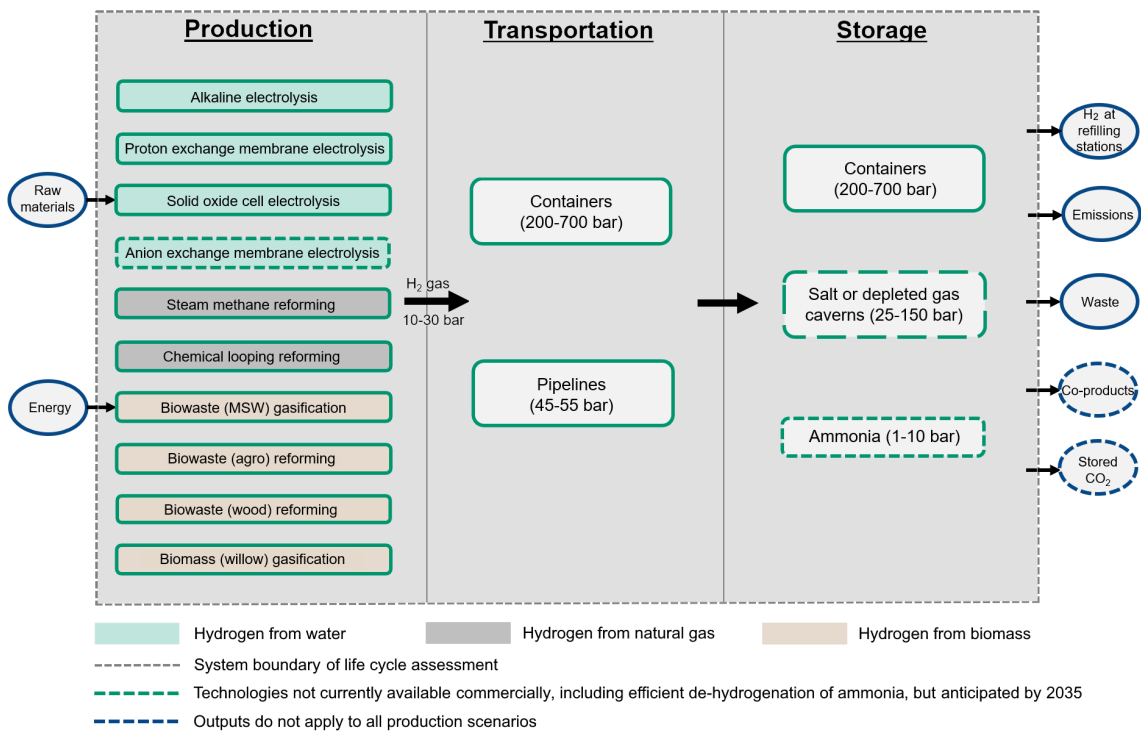 Production
Transportation
Storage
Alkaline electrolysis
Proton exchange membrane electrolysis
Solid oxide cell electrolysis
Anion exchange membrane electrolysis
Steam methane reforming
Chemical looping reforming
Biowaste (MSW) gasification
Biowaste (agro) reforming
Biowaste (wood) reforming
Biomass (willow) gasification
Raw
materials
Energy
H₂ gas
10-30 bar
Containers
(200-700 bar)
Pipelines
(45-55 bar)
Containers
(200-700 bar)
Salt or depleted gas
caverns (25-150 bar)
Ammonia (1-10 bar)
H₂ at
refilling
stations
Emissions
Waste
Co-products
Stored
CO₂
Hydrogen from water
Hydrogen from natural gas
Hydrogen from biomass
System boundary of life cycle assessment
Technologies not currently available commercially, including efficient de-hydrogenation of ammonia, but anticipated by 2035
Outputs do not apply to all production scenarios